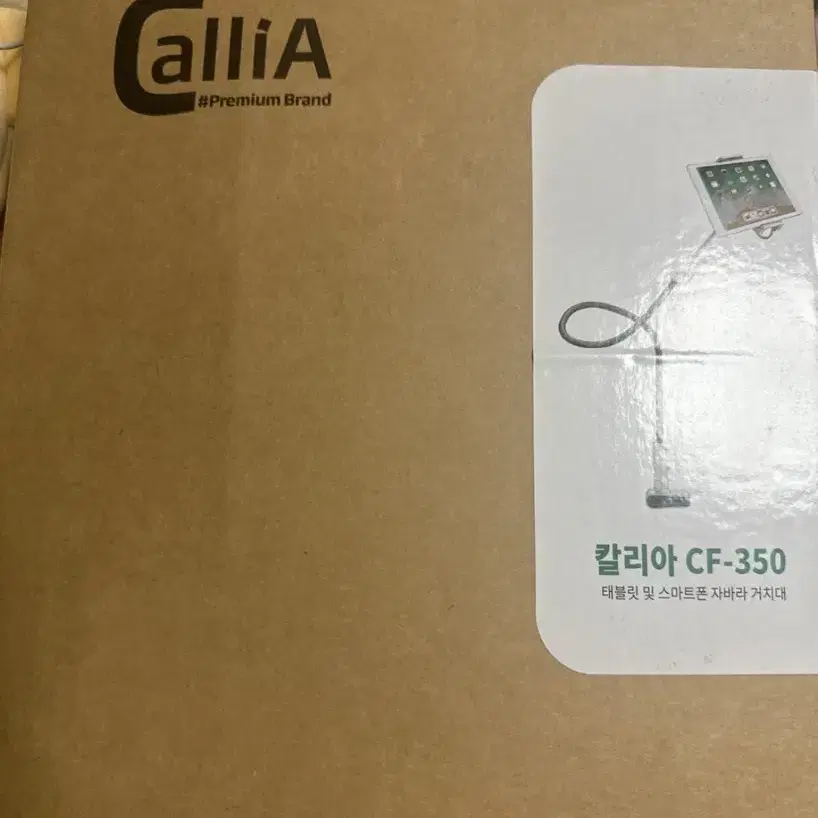 CalliA
#Premium Brand
칼리아 CF-350
태블릿 및 스마트폰 자바라 거치대